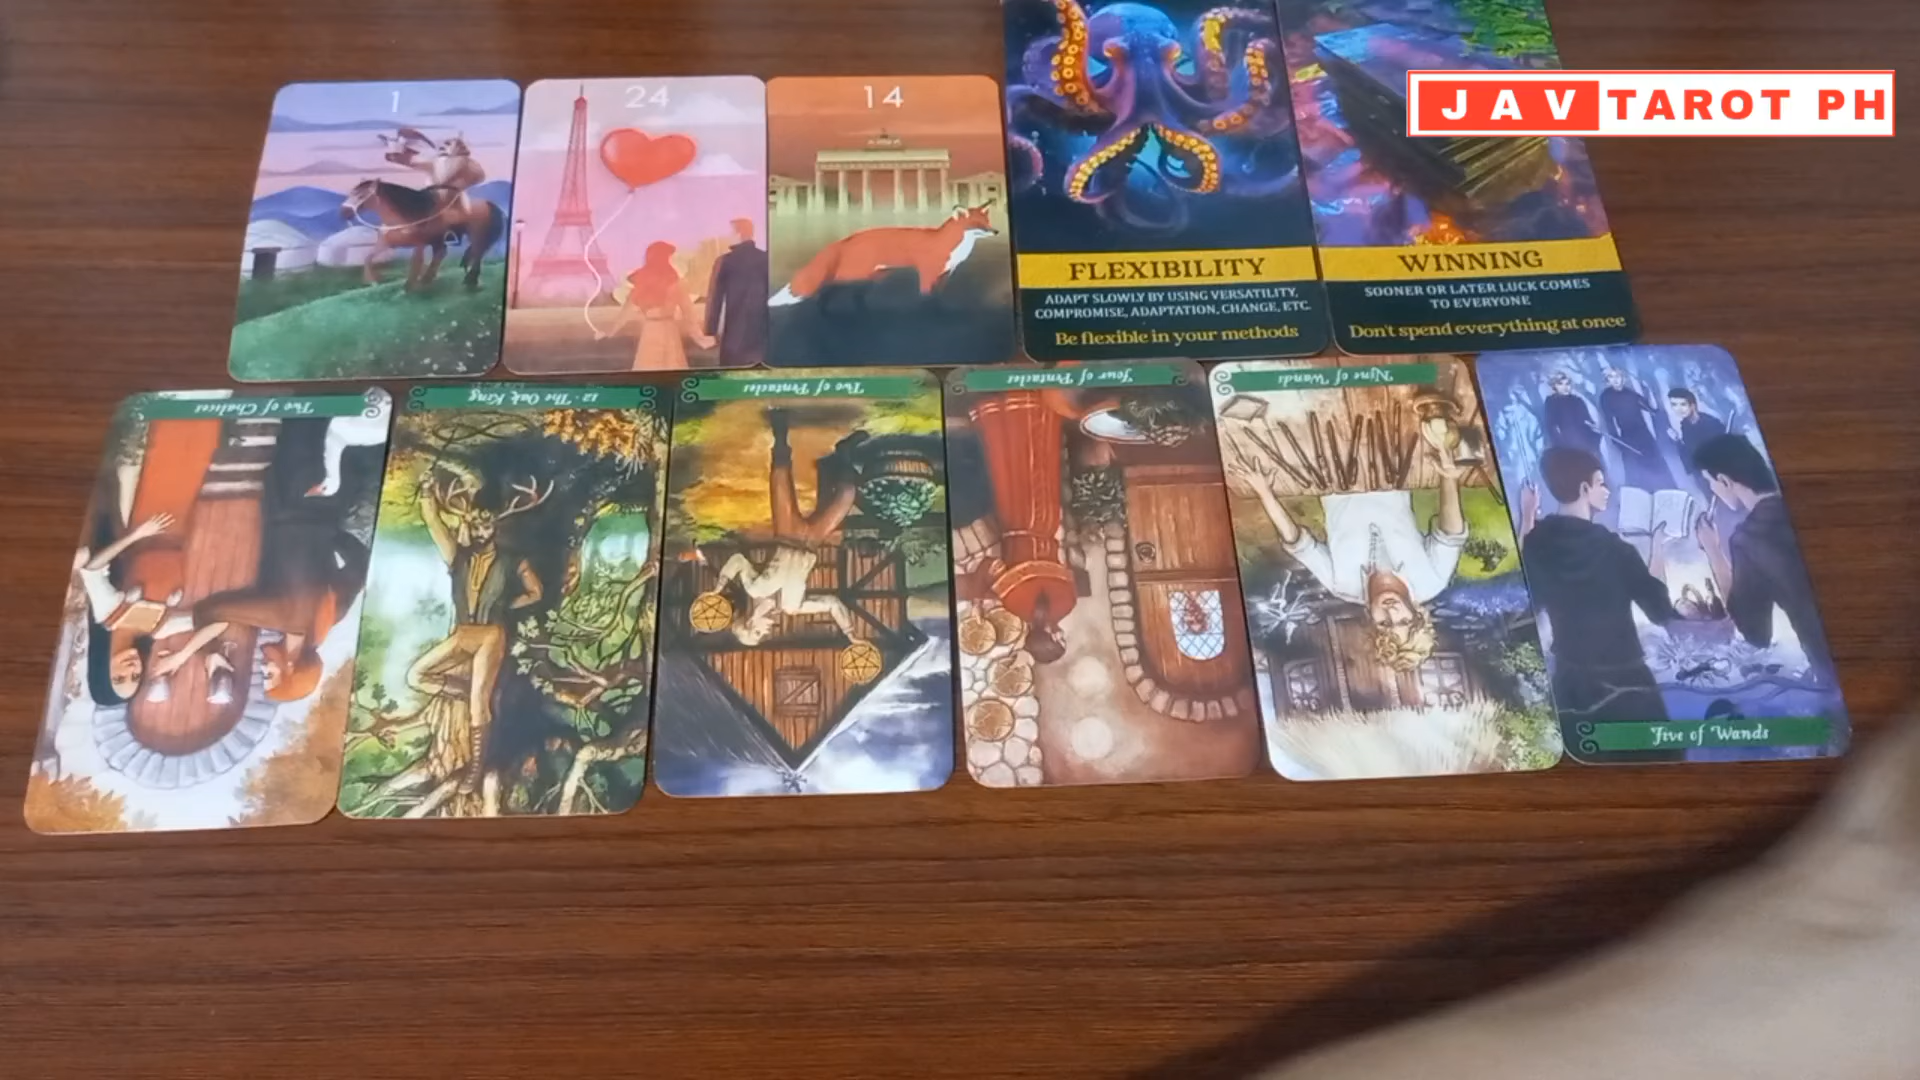 JAV TAROT PH
1
24
14
FLEXIBILITY
ADAPT SLOWLY BY USING VERSATILITY,
COMPROMISE, ADAPTATION, CHANGE, ETC.
Be flexible in your methods
WINNING
SOONER OR LATER LUCK COMES
TO EVERYONE
Don't spend everything at once
Two of Chalices
12 · The Oak King
Two of Pentacles
Four of Pentacles
Nine of Wands
Five of Wands